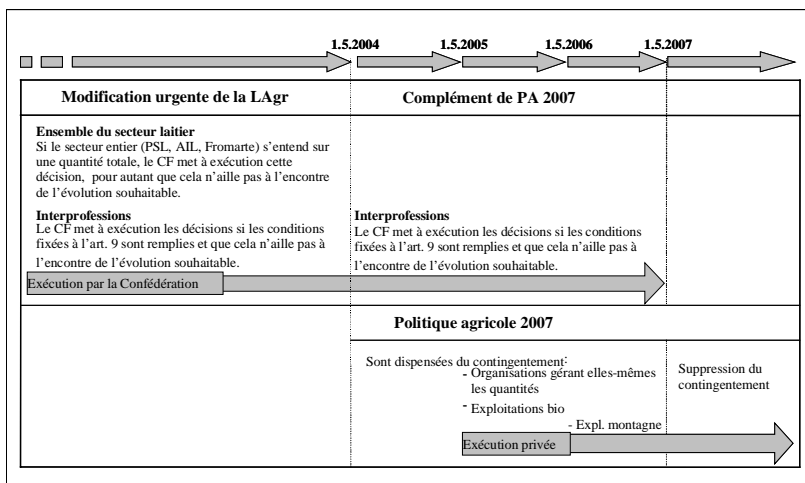 1.5.2004 1.5.2005 1.5.2006 1.5.2007
Modification urgente de la LAgr
Complément de PA 2007
Ensemble du secteur laitier
Si le secteur entier (PSL, AIL, Fromarte) s'entend sur
une quantité totale, le CF met à exécution cette
décision, pour autant que cela n'aille pas à l'encontre
de l'évolution souhaitable.
Interprofessions
Le CF met à exécution les décisions si les conditions
fixées à l'art. 9 sont remplies et que cela n'aille pas à
l'encontre de l'évolution souhaitable.
Interprofessions
Le CF met à exécution les décisions si les conditions
fixées à l'art. 9 sont remplies et que cela n'aille pas à
l'encontre de l'évolution souhaitable.
Exécution par la Confédération
Politique agricole 2007
Sont dispensées du contingentement:
- Organisations gérant elles-mêmes
les quantités
- Exploitations bio
- Expl. montagne
Suppression du
contingentement
Exécution privée